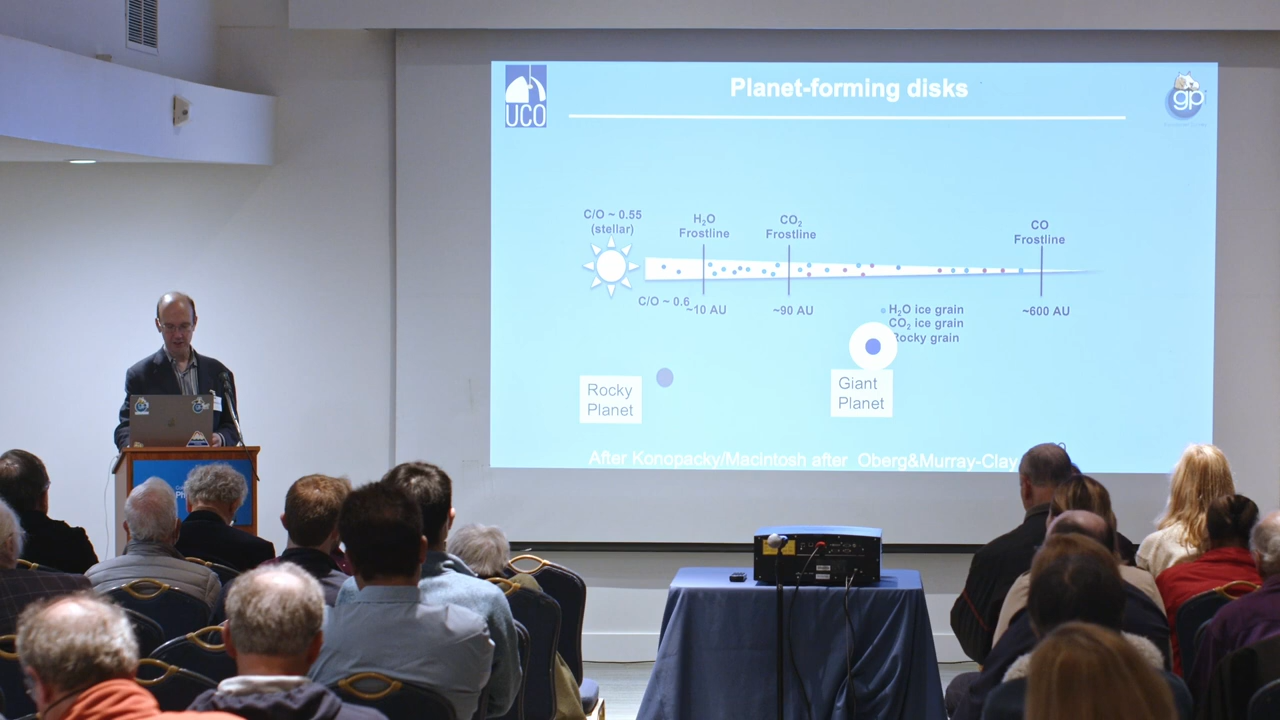 Planet-forming disks
UCO
gp
C/O ~ 0.55
(stellar)
H₂O
Frostline
CO₂
Frostline
CO
Frostline
C/O ~ 0.6
~10 AU
~90 AU
~600 AU
H₂O ice grain
CO₂ ice grain
Rocky grain
Rocky
Planet
Giant
Planet
After Konopacky/Macintosh after Oberg&Murray-Clay